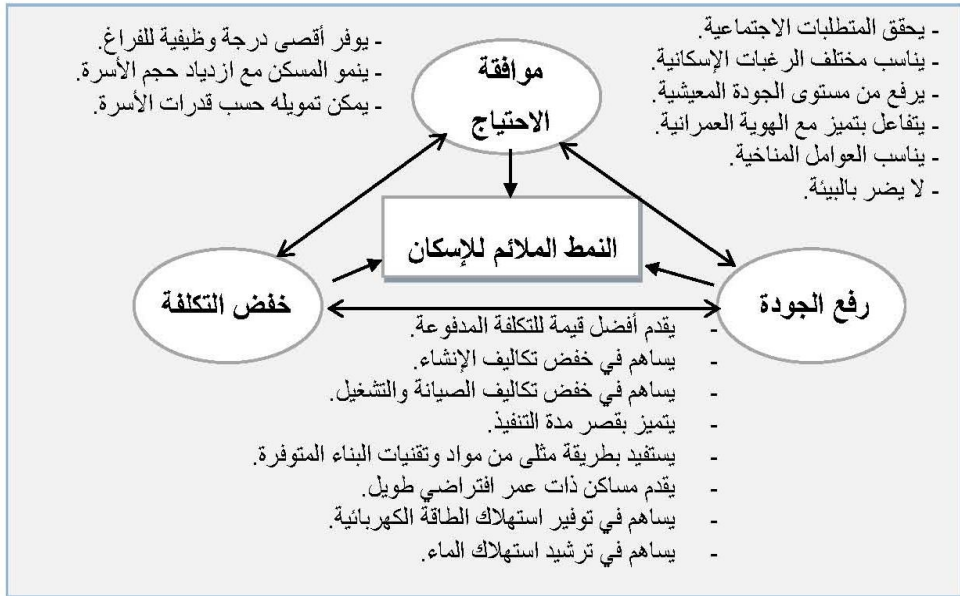 - يحقق المتطلبات الاجتماعية.
- يناسب مختلف الرغبات الإسكانية.
- يرفع من مستوى الجودة المعيشية.
- يتفاعل بتميز مع الهوية العمرانية.
- يناسب العوامل المناخية.
- لا يضر بالبيئة.
- يوفر أقصى درجة وظيفية للفراغ.
- ينمو المسكن مع ازدياد حجم الأسرة.
- يمكن تمويله حسب قدرات الأسرة.
موافقة
الاحتياج
النمط الملائم للإسكان
رفع الجودة
خفض التكلفة
- يقدم أفضل قيمة للتكلفة المدفوعة.
- يساهم في خفض تكاليف الإنشاء.
- يساهم في خفض تكاليف الصيانة والتشغيل.
- يتميز بقصر مدة التنفيذ.
- يستفيد بطريقة مثلى من مواد وتقنيات البناء المتوفرة.
- يقدم مساكن ذات عمر افتراضي طويل.
- يساهم في توفير استهلاك الطاقة الكهربائية.
- يساهم في ترشيد استهلاك الماء.